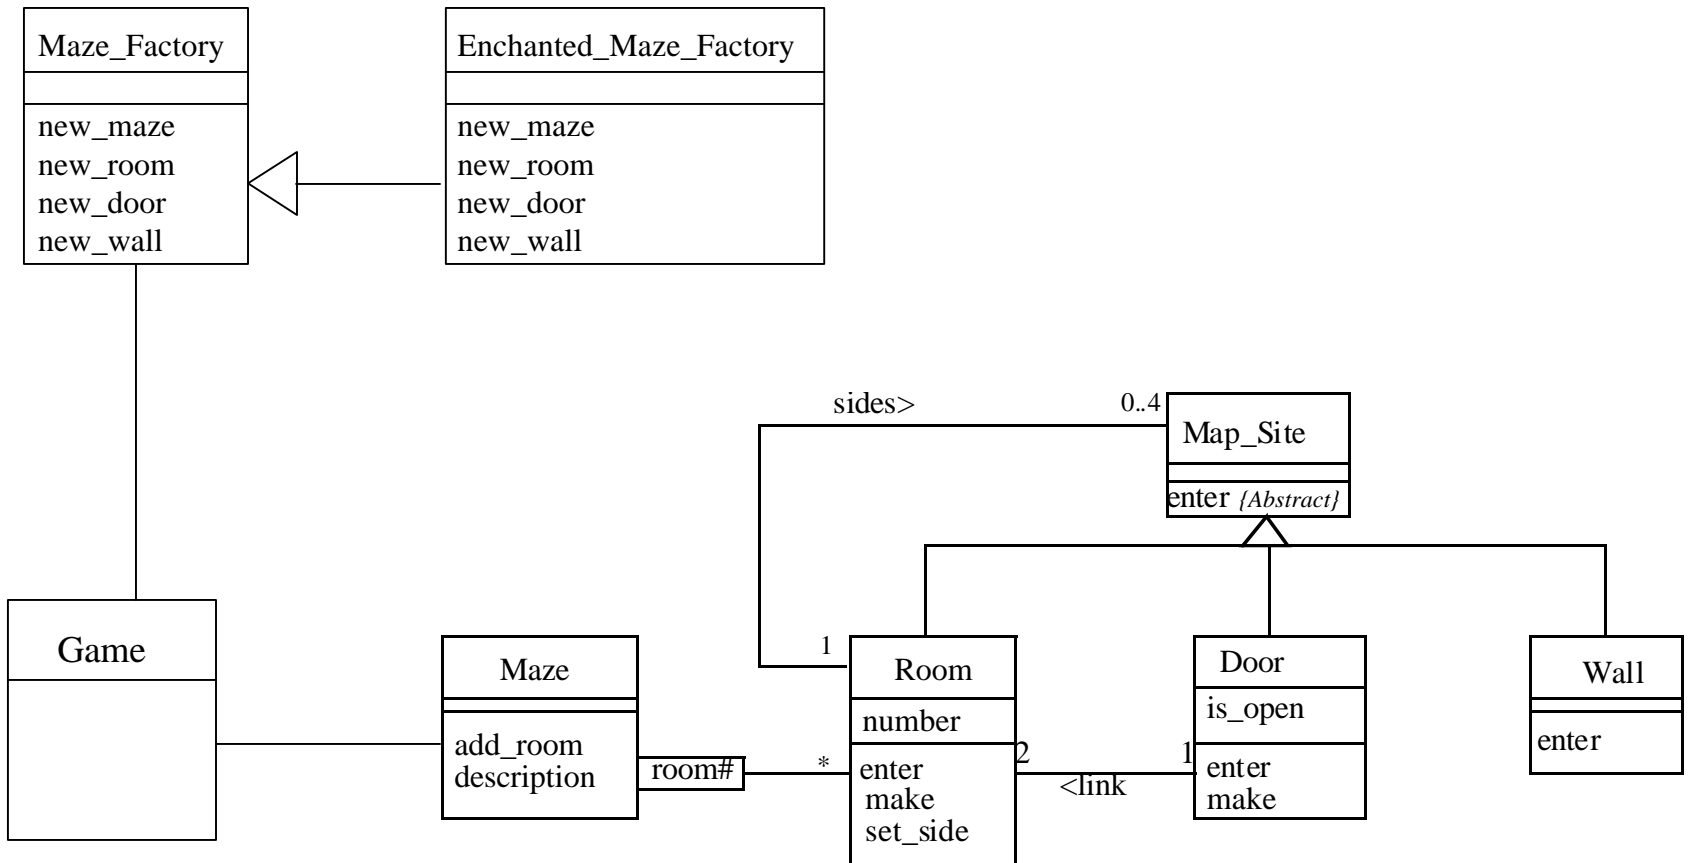 Maze_Factory
new_maze
new_room
new_door
new_wall
Enchanted_Maze_Factory
new_maze
new_room
new_door
new_wall
sides>
0..4
1
Map_Site
enter {Abstract}
Game
Maze
add_room
description
room#
*
Room
number
enter
make
set_side
2
<link
1
Door
is_open
enter
make
Wall
enter